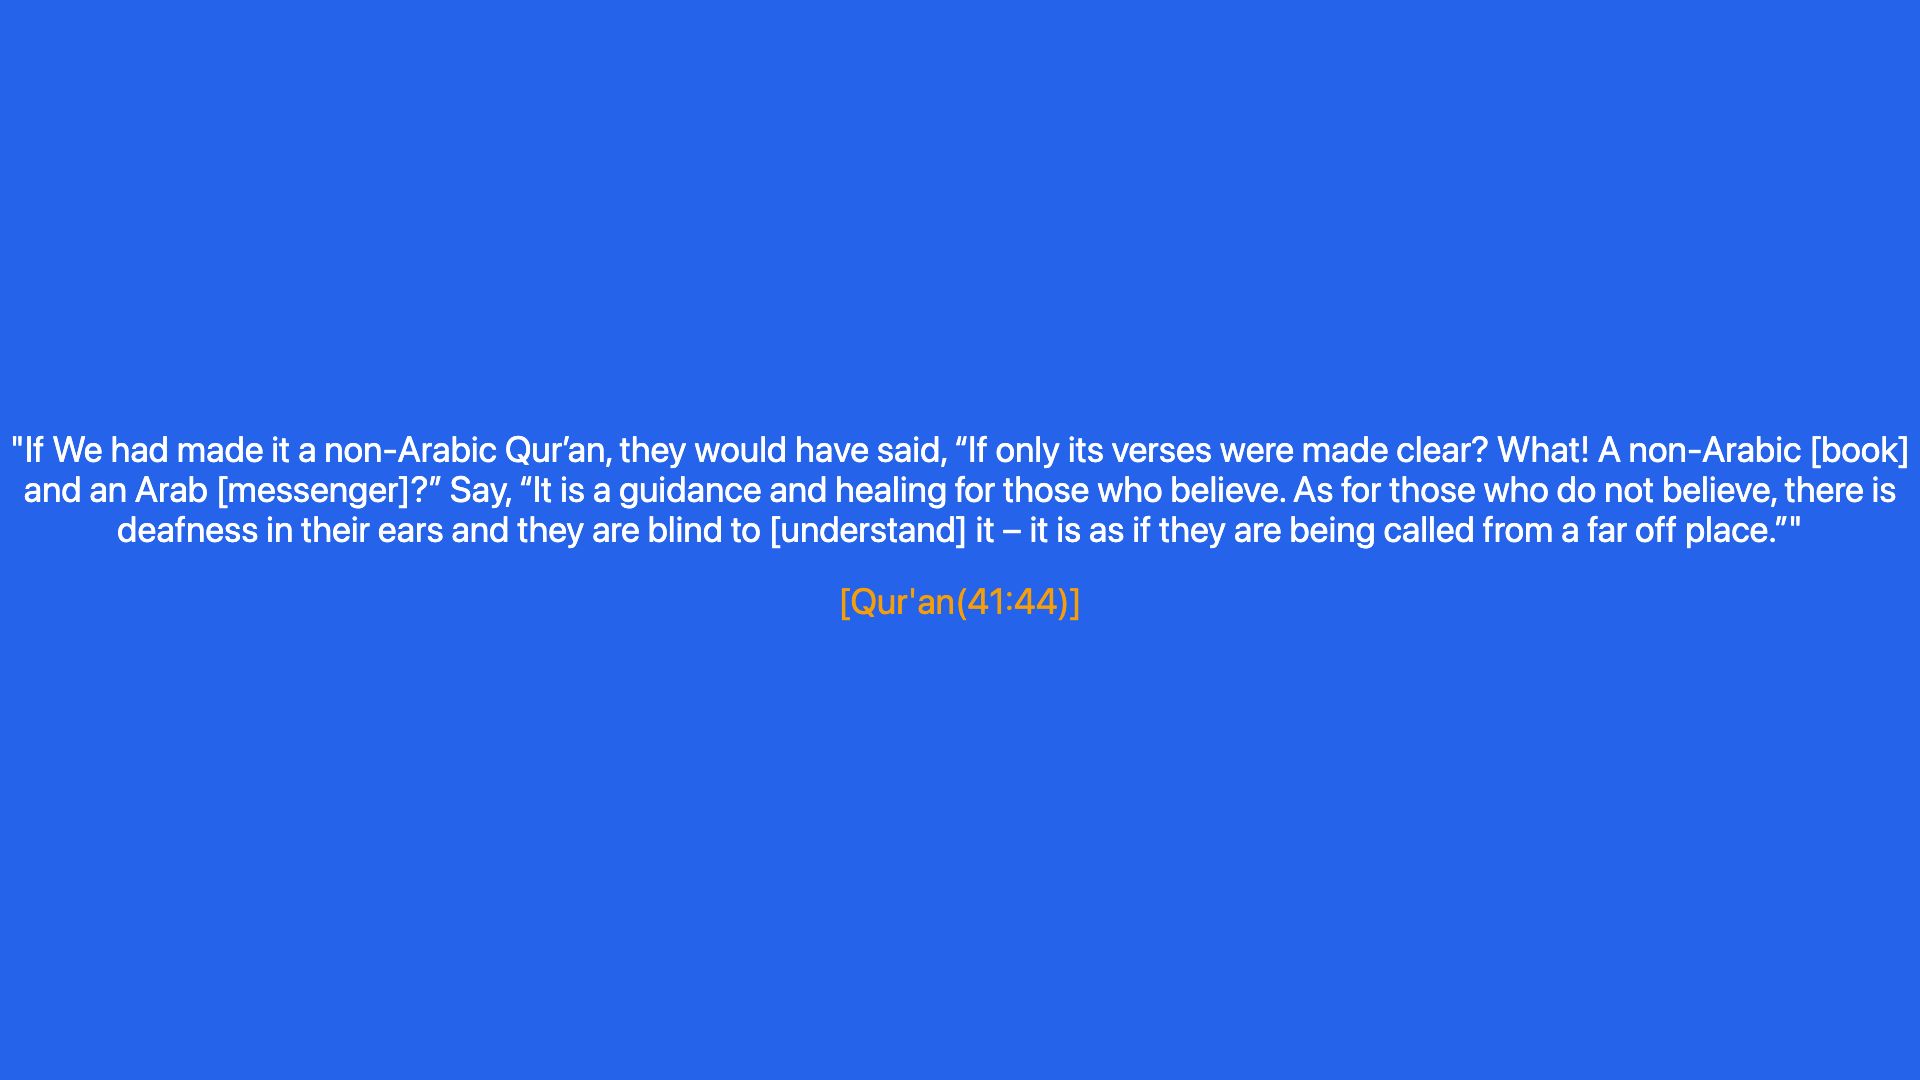 "If We had made it a non-Arabic Qur’an, they would have said, “If only its verses were made clear? What! A non-Arabic [book]
and an Arab [messenger]?” Say, “It is a guidance and healing for those who believe. As for those who do not believe, there is
deafness in their ears and they are blind to [understand] it – it is as if they are being called from a far off place.”"
[Qur'an(41:44)]